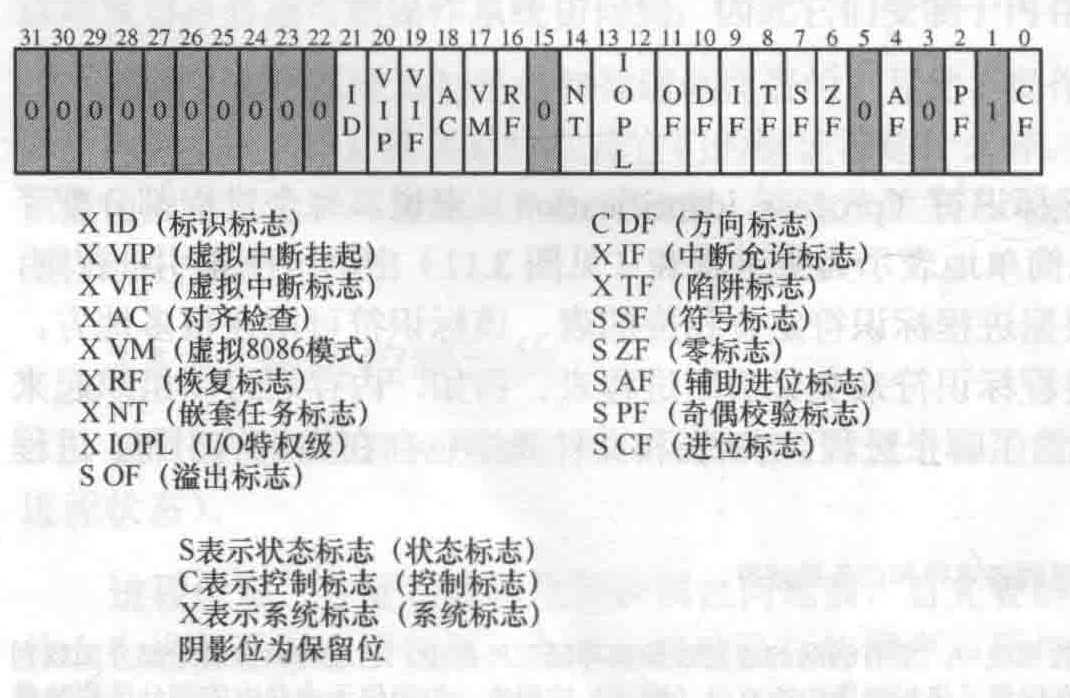 31 30 29 28 27 26 25 24 23 22 21 20 19 18 17 16 15 14 13 12 11 10 9 8 7 6 5 4 3 2 1 0
0 0 0 0 0 0 0 0 0 0 ID VIP VIF AC VM RF 0 NT IOPL OF DF IF TF SF ZF 0 AF 0 PF 1 CF
X ID（标识标志）
X VIP（虚拟中断挂起）
X VIF（虚拟中断标志）
X AC（对齐检查）
X VM（虚拟8086模式）
X RF（恢复标志）
X NT（嵌套任务标志）
X IOPL（I/O特权级）
S OF（溢出标志）
C DF（方向标志）
X IF（中断允许标志）
X TF（陷阱标志）
S SF（符号标志）
S ZF（零标志）
S AF（辅助进位标志）
S PF（奇偶校验标志）
S CF（进位标志）
S表示状态标志（状态标志）
C表示控制标志（控制标志）
X表示系统标志（系统标志）
阴影位为保留位